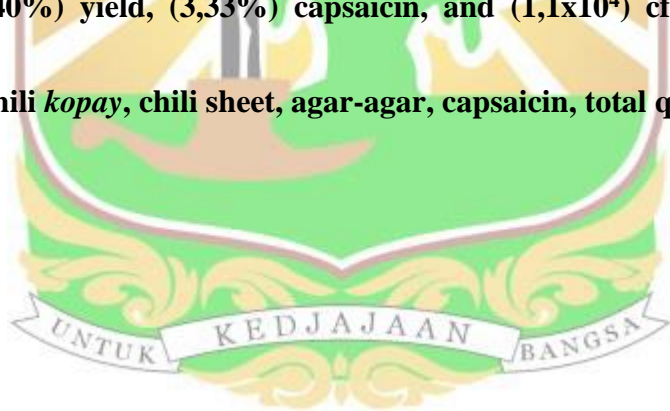 40%) yield, (3,33%) capsaicin, and (1,1x10⁴) cf
hili kopay, chili sheet, agar-agar, capsaicin, total q
UNTUK KEDJAJAAN BANGSA